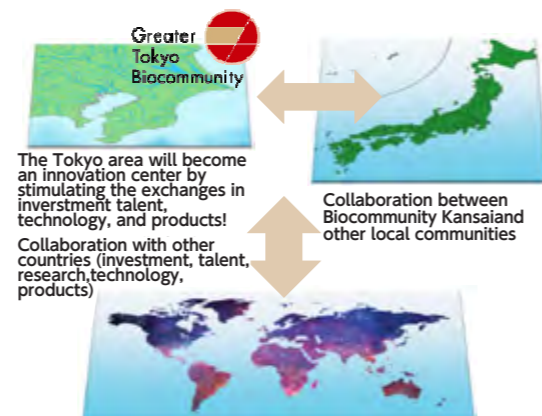 Greater
Tokyo
Biocommunity
The Tokyo area will become
an innovation center by
stimulating the exchanges in
inverstment talent,
technology, and products!
Collaboration with other
countries (investment, talent,
research,technology,
products)
Collaboration between
Biocommunity Kansaiand
other local communities